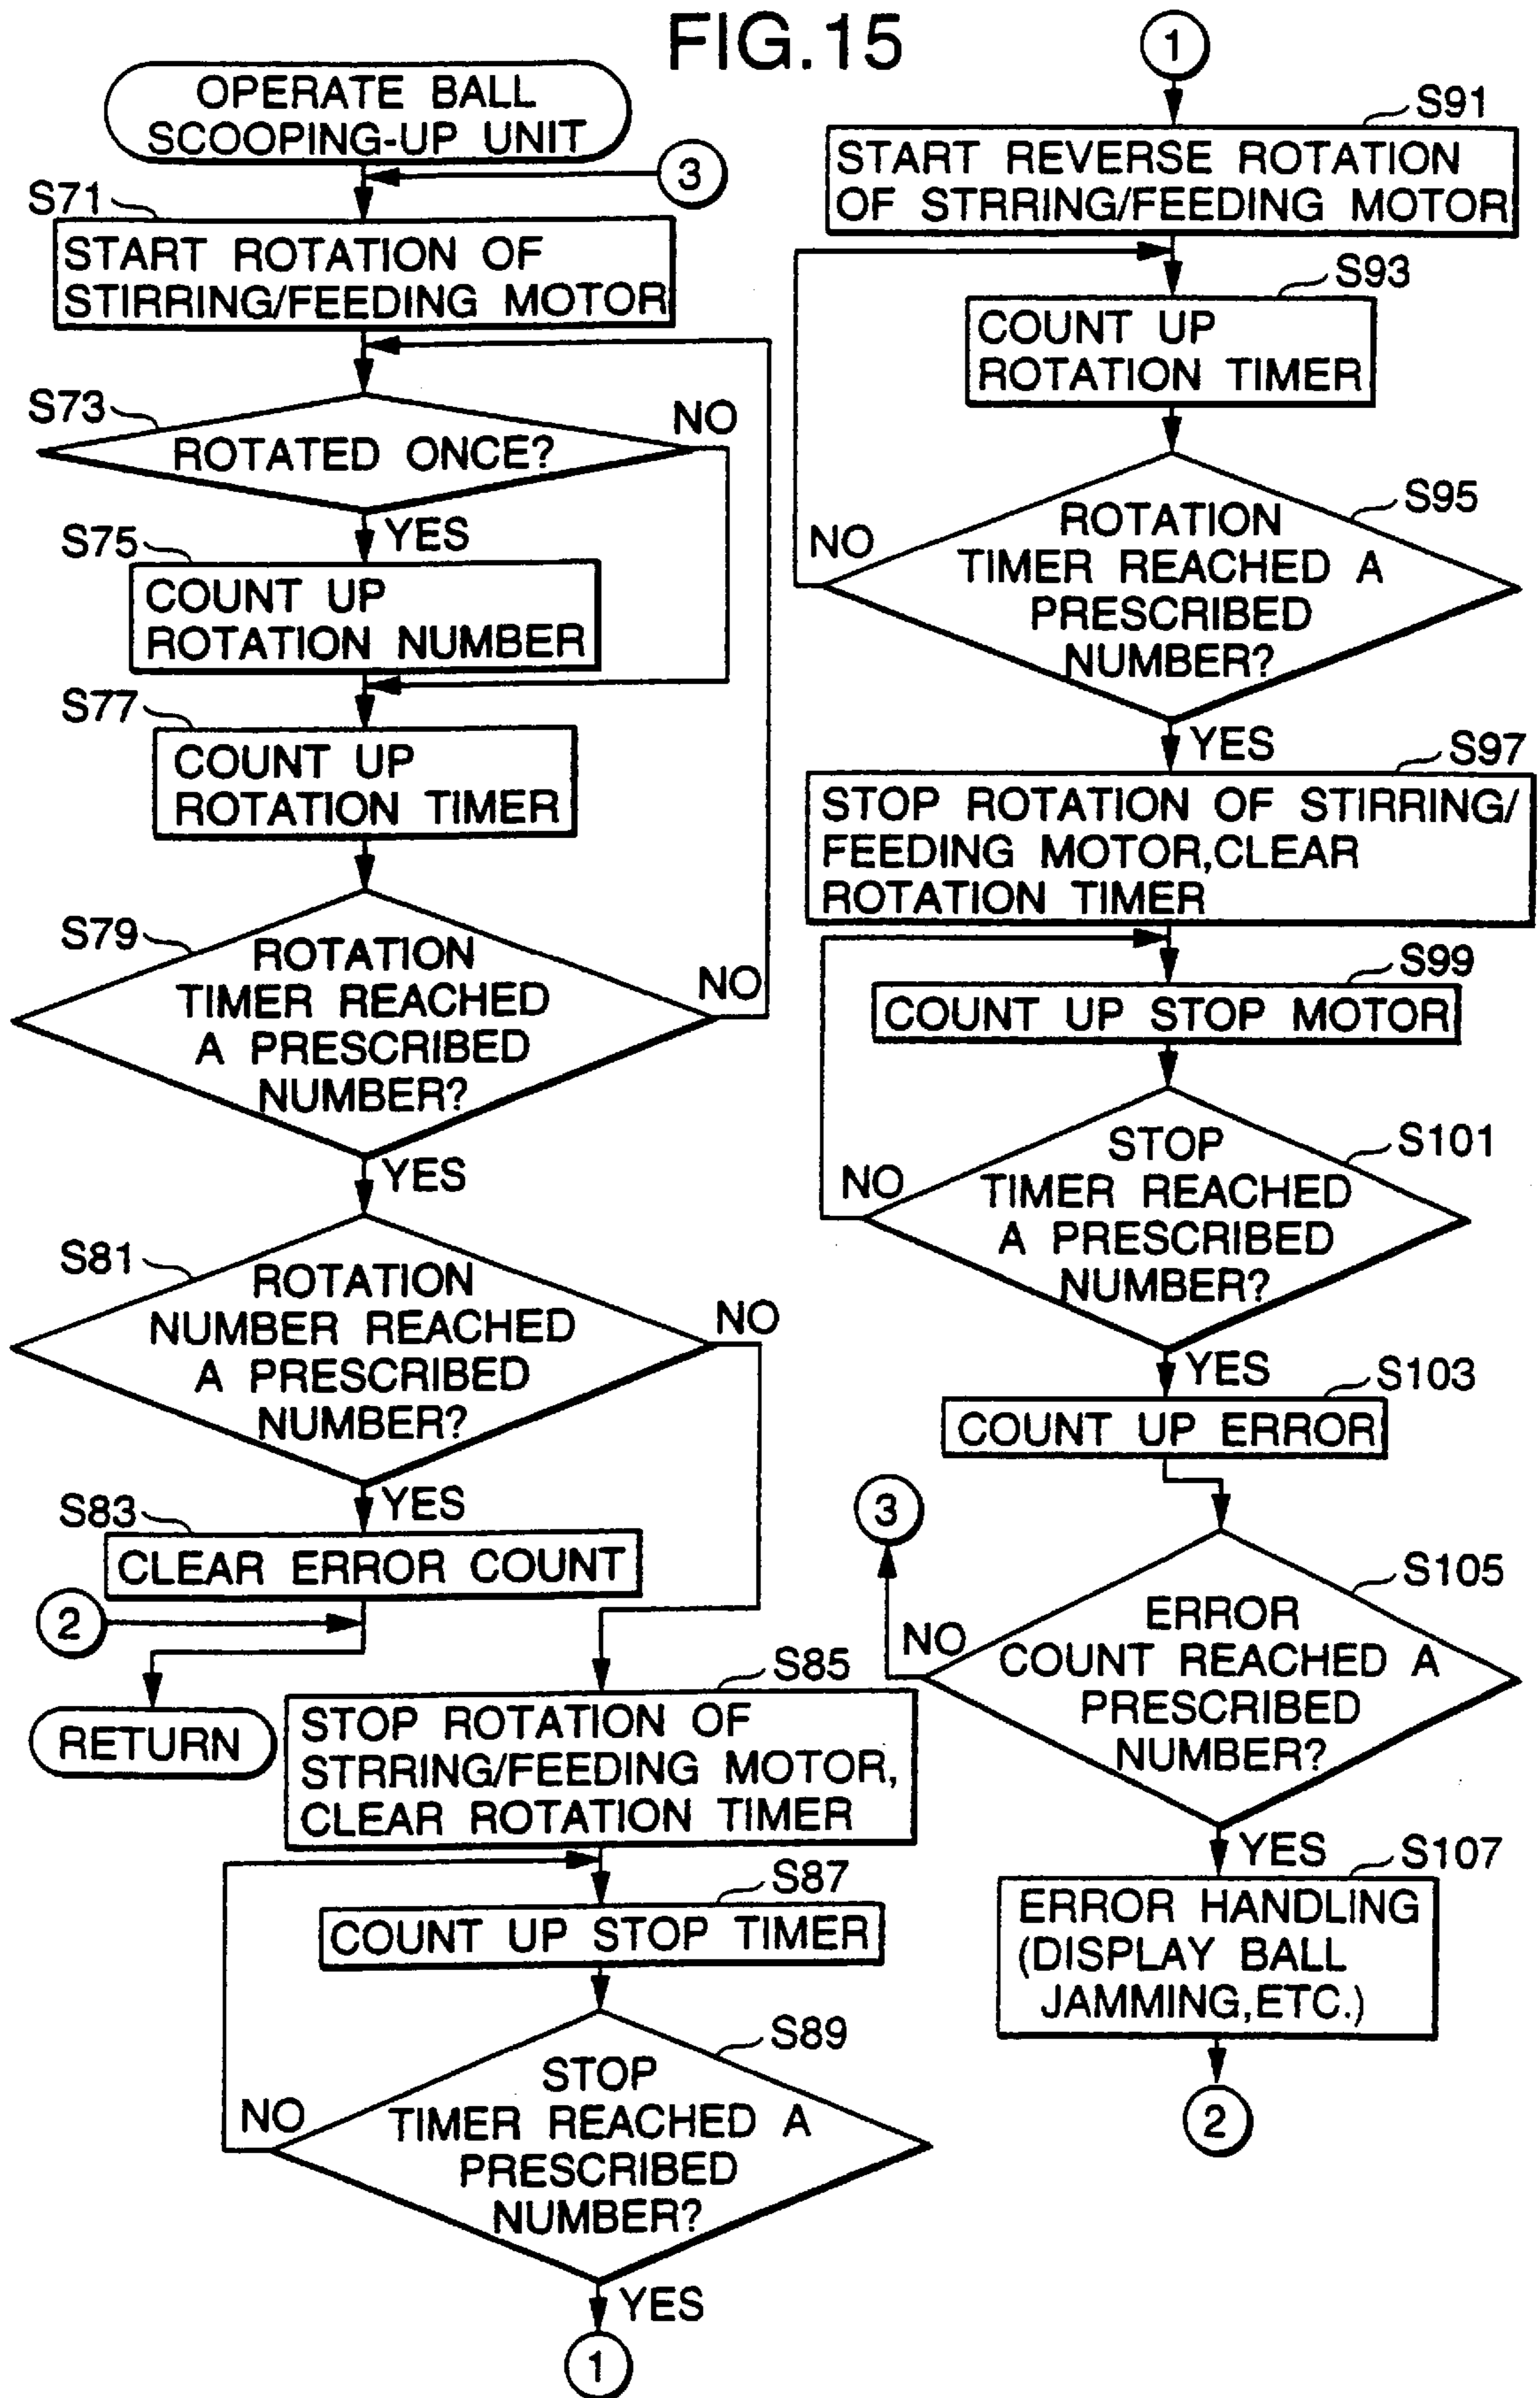 FIG.15
OPERATE BALL
SCOOPING-UP UNIT
3
S71
START ROTATION OF
STIRRING/FEEDING MOTOR
S73
ROTATED ONCE?
NO
YES
S75
COUNT UP
ROTATION NUMBER
S77
COUNT UP
ROTATION TIMER
S79
ROTATION
TIMER REACHED
A PRESCRIBED
NUMBER?
NO
YES
S81
ROTATION
NUMBER REACHED
A PRESCRIBED
NUMBER?
NO
YES
S83
CLEAR ERROR COUNT
2
RETURN
S85
STOP ROTATION OF
STRRING/FEEDING MOTOR,
CLEAR ROTATION TIMER
S87
COUNT UP STOP TIMER
S89
STOP
TIMER REACHED A
PRESCRIBED
NUMBER?
NO
YES
1
1
S91
START REVERSE ROTATION
OF STRRING/FEEDING MOTOR
S93
COUNT UP
ROTATION TIMER
S95
ROTATION
TIMER REACHED A
PRESCRIBED
NUMBER?
NO
YES
S97
STOP ROTATION OF STIRRING/
FEEDING MOTOR,CLEAR
ROTATION TIMER
S99
COUNT UP STOP MOTOR
S101
STOP
TIMER REACHED
A PRESCRIBED
NUMBER?
NO
YES
S103
COUNT UP ERROR
3
S105
ERROR
COUNT REACHED A
PRESCRIBED
NUMBER?
NO
YES
S107
ERROR HANDLING
(DISPLAY BALL
JAMMING,ETC.)
2